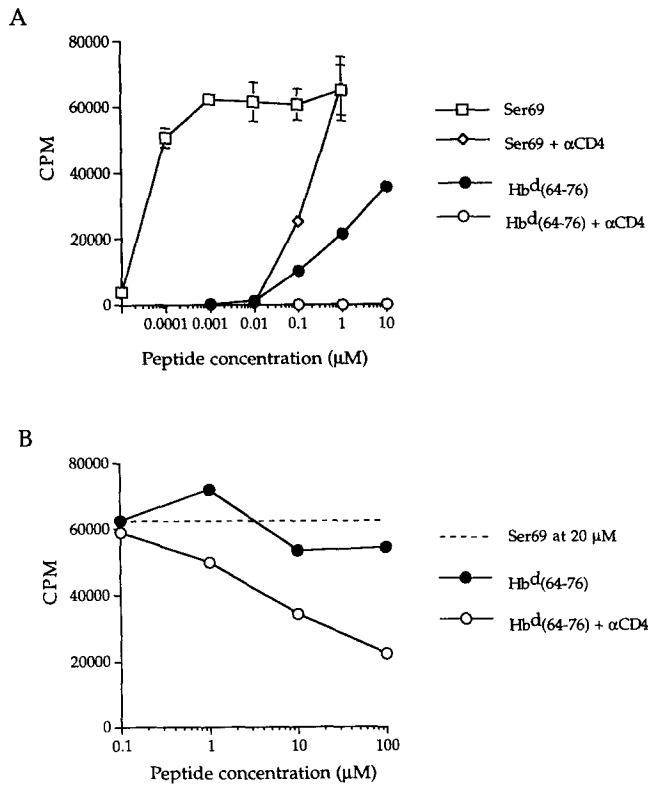 A
80000
60000
40000
20000
0
CPM
0.0001 0.001 0.01 0.1 1 10
Peptide concentration (μM)
Ser69
Ser69 + αCD4
Hbd(64-76)
Hbd(64-76) + αCD4
B
80000
60000
40000
20000
0
CPM
0.1 1 10 100
Peptide concentration (μM)
Ser69 at 20 μM
Hbd(64-76)
Hbd(64-76) + αCD4